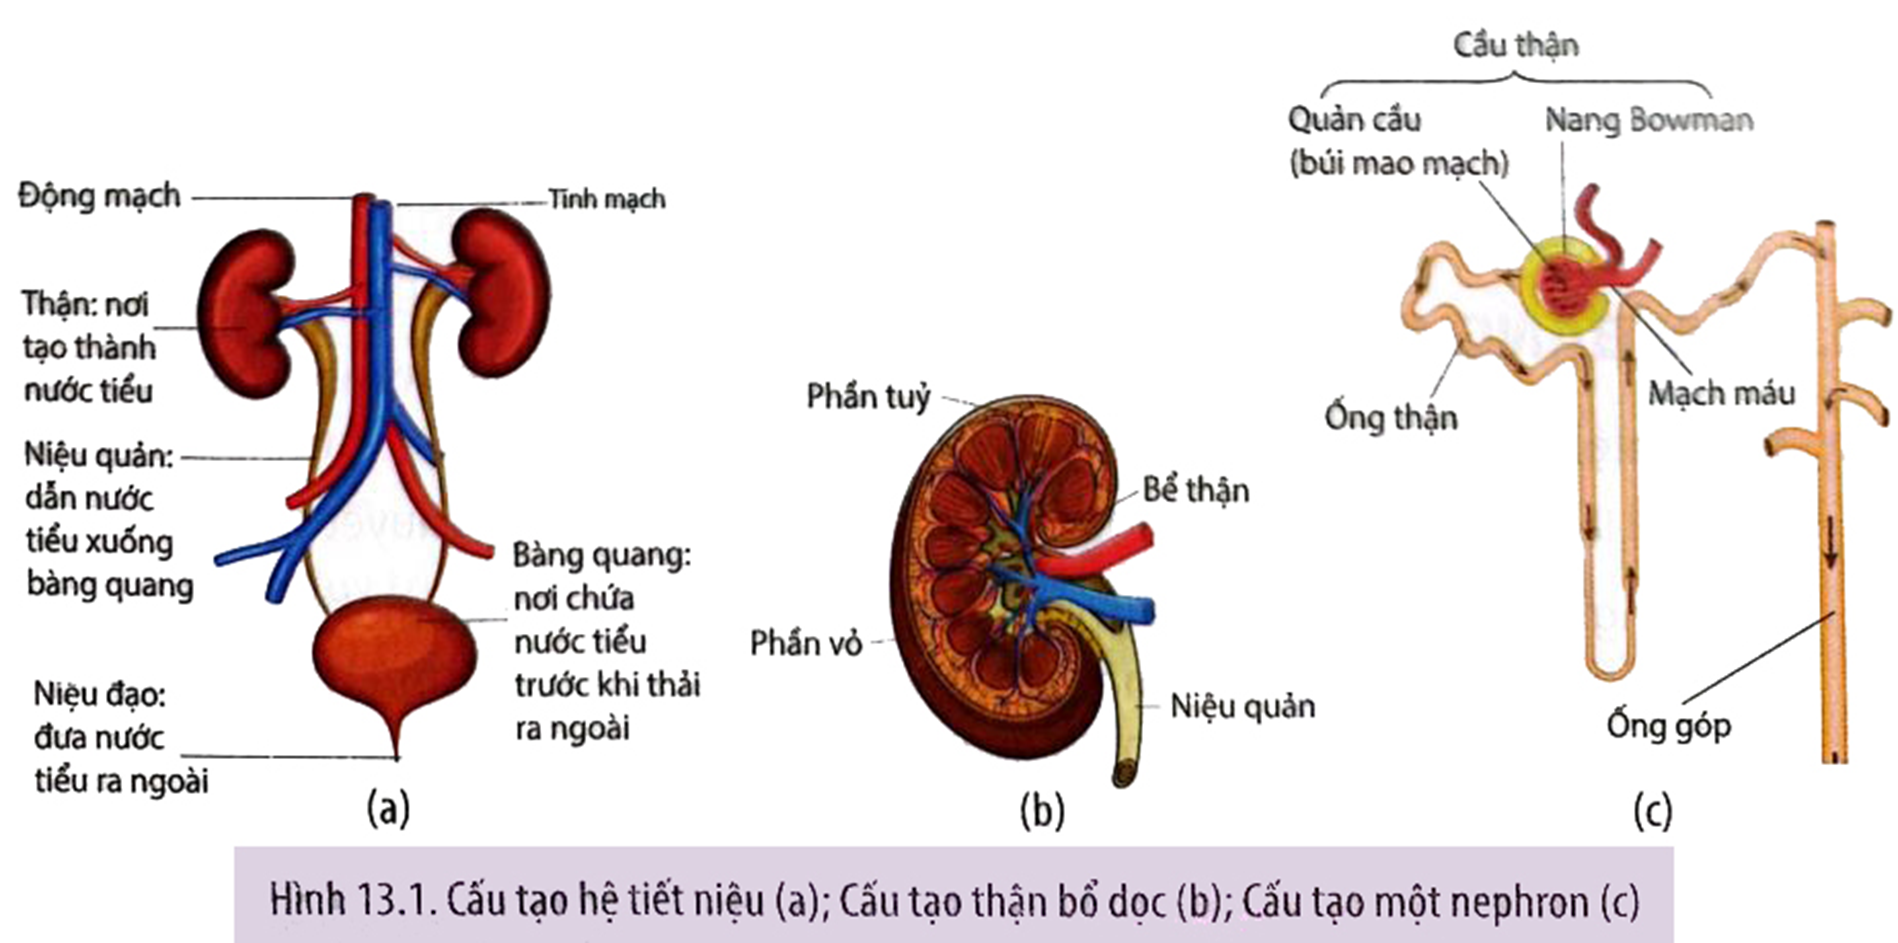 Động mạch
Tĩnh mạch
Thận: nơi
tạo thành
nước tiểu
Niệu quản:
dẫn nước
tiểu xuống
bàng quang
Bàng quang:
nơi chứa
nước tiểu
trước khi thải
ra ngoài
Niệu đạo:
đưa nước
tiểu ra ngoài
(a)
Phần tuỷ
Bể thận
Phần vỏ
Niệu quản
(b)
Cầu thận
Quản cầu
(búi mao mạch)
Nang Bowman
Ống thận
Mạch máu
Ống góp
(c)
Hình 13.1. Cấu tạo hệ tiết niệu (a); Cấu tạo thận bổ dọc (b); Cấu tạo một nephron (c)